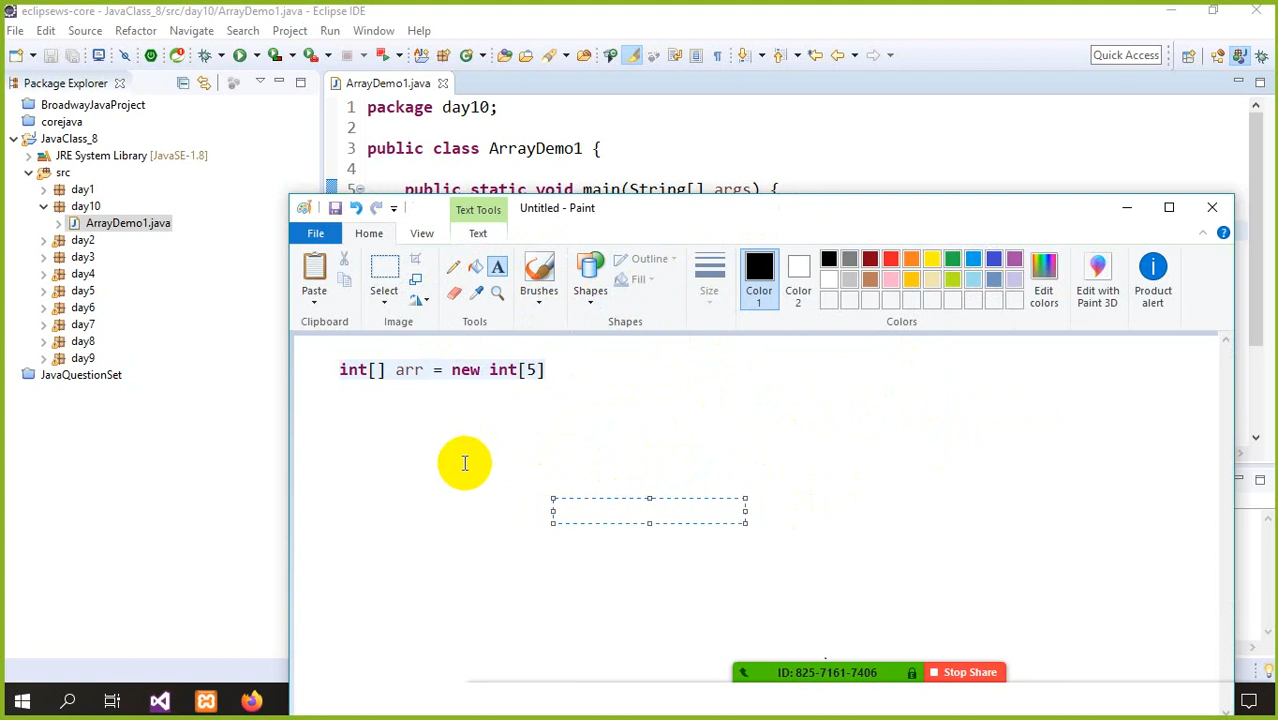 eclipsews-core - JavaClass_8/src/day10/ArrayDemo1.java - Eclipse IDE
File Edit Source Refactor Navigate Search Project Run Window Help
Quick Access
Package Explorer
ArrayDemo1.java
BroadwayJavaProject
corejava
JavaClass_8
JRE System Library [JavaSE-1.8]
src
day1
day10
ArrayDemo1.java
day2
day3
day4
day5
day6
day7
day8
day9
JavaQuestionSet
1 package day10;
2
3 public class ArrayDemo1 {
4
5 public static void main(String[] args) {
Text Tools
Untitled - Paint
File Home View Text
Paste
Clipboard
Select
Image
A
Tools
Brushes
Shapes
Outline
Fill
Shapes
Size
Color 1
Color 2
Edit colors
Colors
Edit with Paint 3D
Product alert
int[] arr = new int[5]
ID: 825-7161-7406
Stop Share